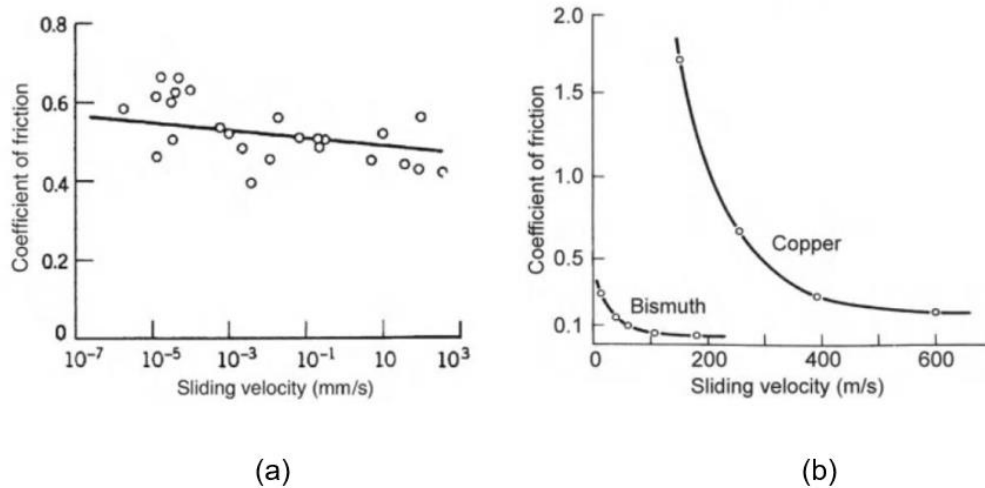 0.8
0.6
0.4
0.2
0
Coefficient of friction
10⁻⁷ 10⁻⁵ 10⁻³ 10⁻¹ 10 10³
Sliding velocity (mm/s)
(a)
2.0
1.5
1.0
0.5
0.1
Coefficient of friction
Copper
Bismuth
0 200 400 600
Sliding velocity (m/s)
(b)